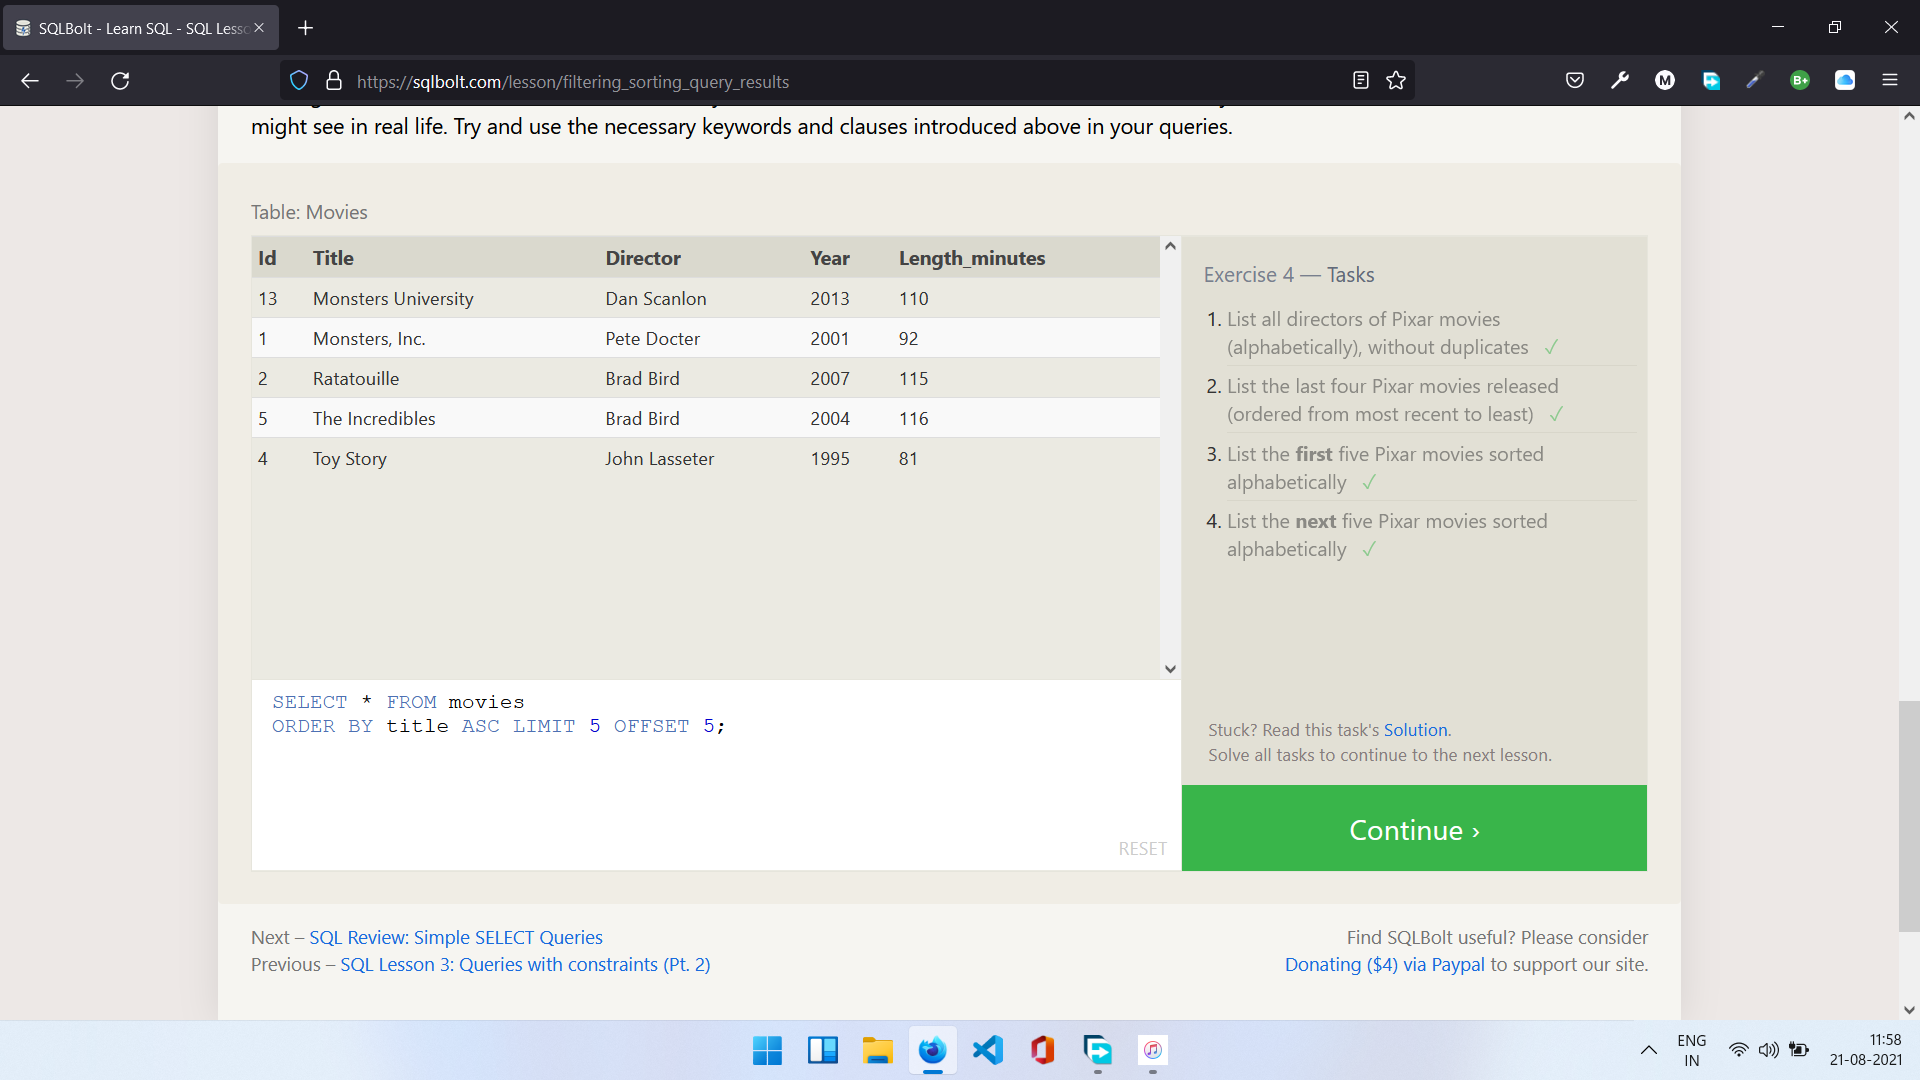 SQLBolt - Learn SQL - SQL Lesso
https://sqlbolt.com/lesson/filtering_sorting_query_results
might see in real life. Try and use the necessary keywords and clauses introduced above in your queries.
Table: Movies
Id Title Director Year Length_minutes
13 Monsters University Dan Scanlon 2013 110
1 Monsters, Inc. Pete Docter 2001 92
2 Ratatouille Brad Bird 2007 115
5 The Incredibles Brad Bird 2004 116
4 Toy Story John Lasseter 1995 81
SELECT * FROM movies
ORDER BY title ASC LIMIT 5 OFFSET 5;
RESET
Exercise 4 — Tasks
1. List all directors of Pixar movies
(alphabetically), without duplicates ✓
2. List the last four Pixar movies released
(ordered from most recent to least) ✓
3. List the first five Pixar movies sorted
alphabetically ✓
4. List the next five Pixar movies sorted
alphabetically ✓
Stuck? Read this task's Solution.
Solve all tasks to continue to the next lesson.
Continue ›
Next – SQL Review: Simple SELECT Queries
Previous – SQL Lesson 3: Queries with constraints (Pt. 2)
Find SQLBolt useful? Please consider
Donating ($4) via Paypal to support our site.
M
B+
ENG
IN
11:58
21-08-2021